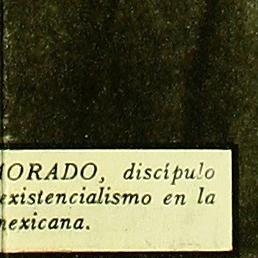 MORADO, discípulo
existencialismo en la
mexicana.